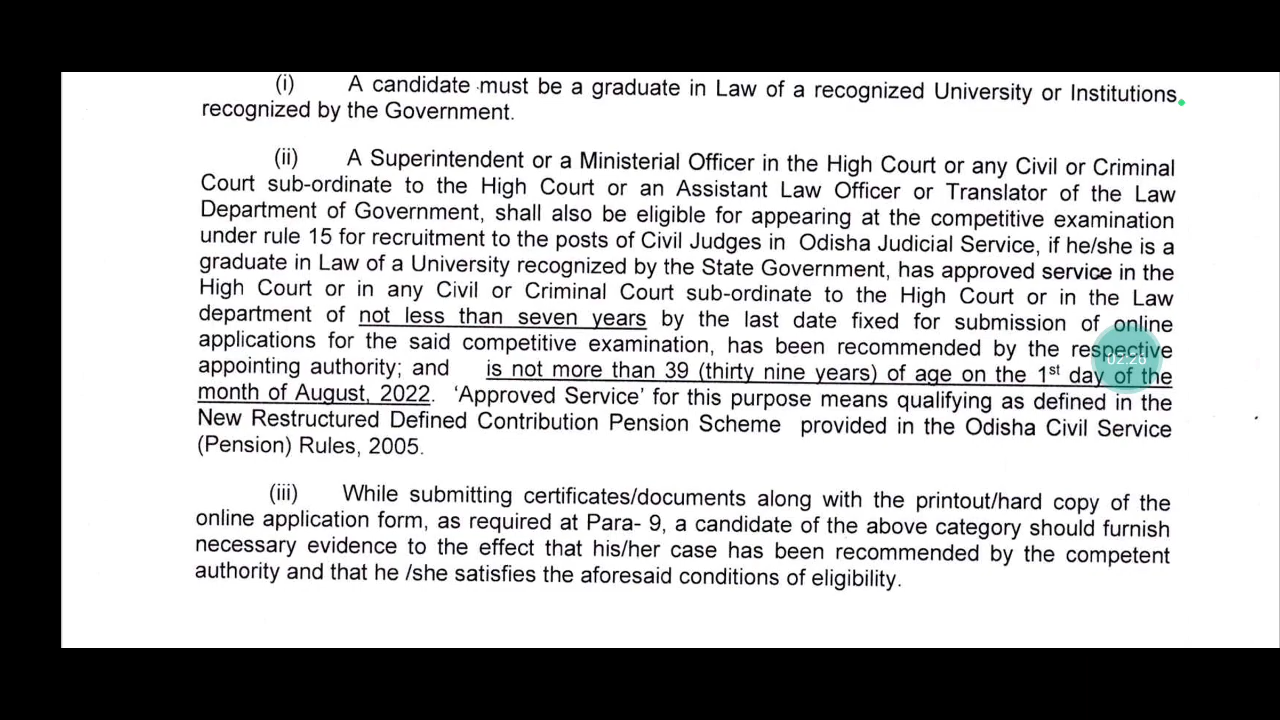 (i) A candidate must be a graduate in Law of a recognized University or Institutions
recognized by the Government.
(ii) A Superintendent or a Ministerial Officer in the High Court or any Civil or Criminal
Court sub-ordinate to the High Court or an Assistant Law Officer or Translator of the Law
Department of Government, shall also be eligible for appearing at the competitive examination
under rule 15 for recruitment to the posts of Civil Judges in Odisha Judicial Service, if he/she is a
graduate in Law of a University recognized by the State Government, has approved service in the
High Court or in any Civil or Criminal Court sub-ordinate to the High Court or in the Law
department of not less than seven years by the last date fixed for submission of online
applications for the said competitive examination, has been recommended by the respective
appointing authority; and is not more than 39 (thirty nine years) of age on the 1st day of the
month of August, 2022. ‘Approved Service’ for this purpose means qualifying as defined in the
New Restructured Defined Contribution Pension Scheme provided in the Odisha Civil Service
(Pension) Rules, 2005.
(iii) While submitting certificates/documents along with the printout/hard copy of the
online application form, as required at Para- 9, a candidate of the above category should furnish
necessary evidence to the effect that his/her case has been recommended by the competent
authority and that he /she satisfies the aforesaid conditions of eligibility.
02:26